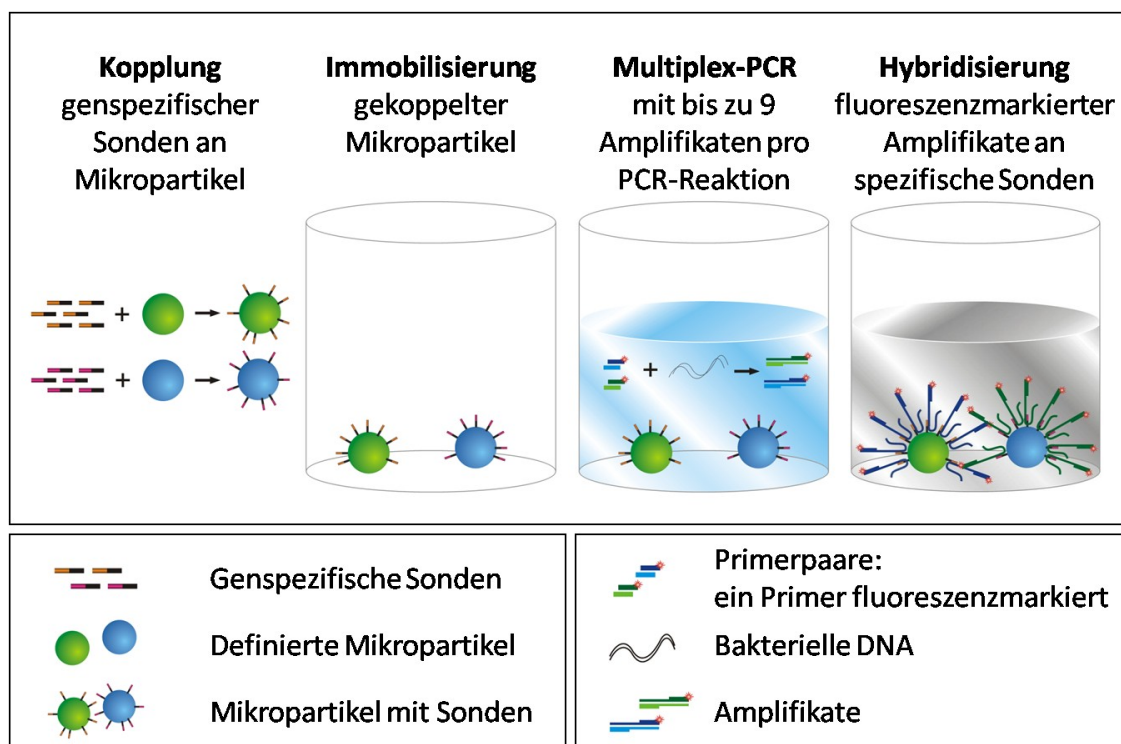 Kopplung
genspezifischer
Sonden an
Mikropartikel
Immobilisierung
gekoppelter
Mikropartikel
Multiplex-PCR
mit bis zu 9
Amplifikaten pro
PCR-Reaktion
Hybridisierung
fluoreszenzmarkierter
Amplifikate an
spezifische Sonden
+
+
+
Genspezifische Sonden
Definierte Mikropartikel
Mikropartikel mit Sonden
Primerpaare:
ein Primer fluoreszenzmarkiert
Bakterielle DNA
Amplifikate